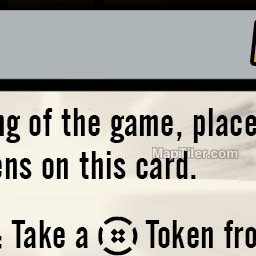 ng of the game, place
MapTiler.com
ens on this card.
: Take a Token fro